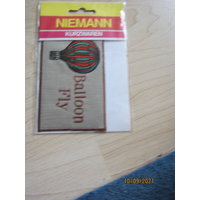 NIEMANN
KURZWAREN
Balloon
Fly
10/09/2021